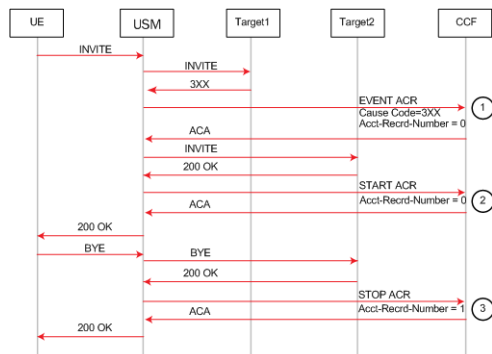 UE USM Target1 Target2 CCF
INVITE
INVITE
3XX
EVENT ACR
Cause Code=3XX
Acct-Recrd-Number = 0
1
ACA
INVITE
200 OK
START ACR
Acct-Recrd-Number = 0
2
ACA
200 OK
BYE
BYE
200 OK
STOP ACR
Acct-Recrd-Number = 1
3
ACA
200 OK